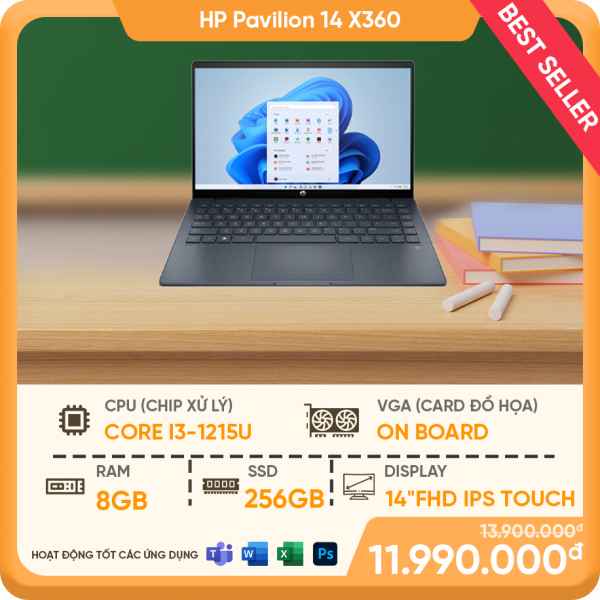 HP Pavilion 14 X360
BEST SELLER
CPU (CHIP XỬ LÝ)
CORE I3-1215U
VGA (CARD ĐỒ HỌA)
ON BOARD
RAM
8GB
SSD
256GB
DISPLAY
14"FHD IPS TOUCH
13.900.000đ
11.990.000đ
HOẠT ĐỘNG TỐT CÁC ỨNG DỤNG